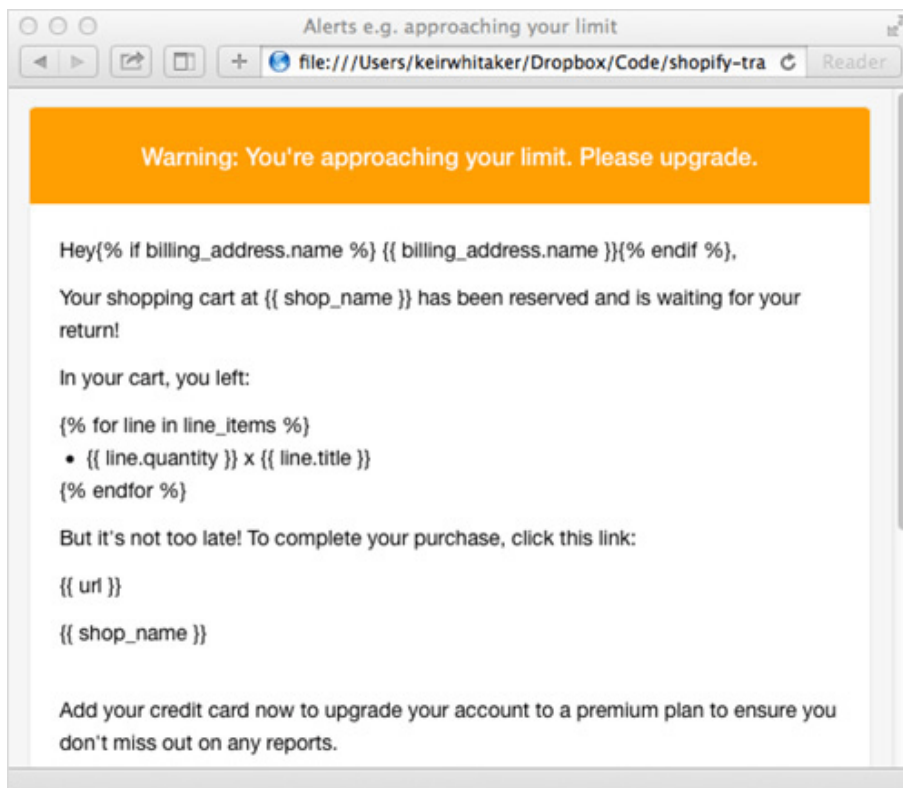 Alerts e.g. approaching your limit
file:///Users/keirwhitaker/Dropbox/Code/shopify-tra
Reader
Warning: You're approaching your limit. Please upgrade.
Hey{% if billing_address.name %} {{ billing_address.name }}{% endif %},
Your shopping cart at {{ shop_name }} has been reserved and is waiting for your
return!
In your cart, you left:
{% for line in line_items %}
• {{ line.quantity }} x {{ line.title }}
{% endfor %}
But it's not too late! To complete your purchase, click this link:
{{ url }}
{{ shop_name }}
Add your credit card now to upgrade your account to a premium plan to ensure you
don't miss out on any reports.